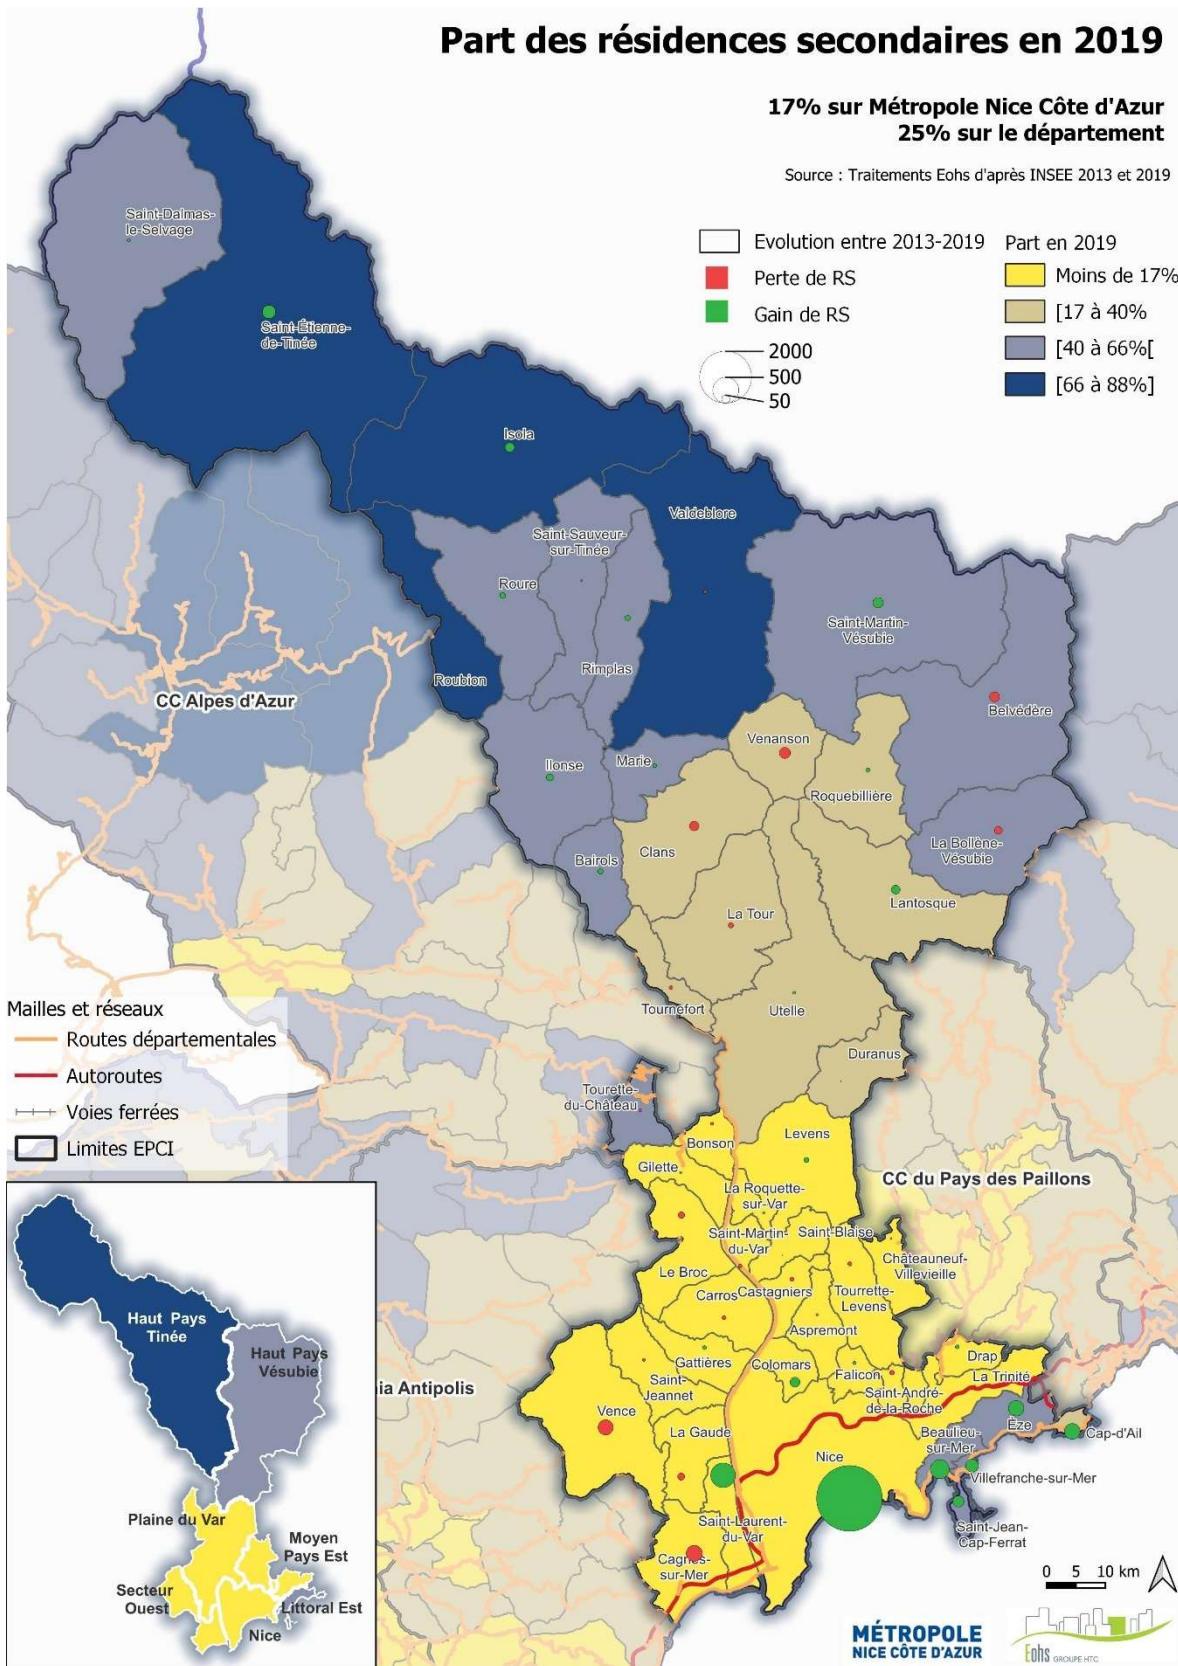 Part des résidences secondaires en 2019
17% sur Métropole Nice Côte d'Azur
25% sur le département
Source : Traitements Eohs d'après INSEE 2013 et 2019
Evolution entre 2013-2019
Perte de RS
Gain de RS
2000
500
50
Part en 2019
Moins de 17%
[17 à 40%
[40 à 66%[
[66 à 88%]
Saint-Dalmas-
le-Selvage
Saint-Étienne-
de-Tinée
Isola
Valdeblore
Saint-Sauveur-
sur-Tinée
Roure
Rimplas
Roubion
Saint-Martin-
Vésubie
Belvédère
CC Alpes d'Azur
Venanson
Ilonse
Marie
Roquebillière
Clans
La Bollène-
Vésubie
Bairols
Lantosque
La Tour
Tournefort
Utelle
Duranus
Mailles et réseaux
Routes départementales
Autoroutes
Voies ferrées
Limites EPCI
Tourette-
du-Château
Bonson
Levens
Gilette
CC du Pays des Paillons
La Roquette-
sur-Var
Saint-Martin-
du-Var
Saint-Blaise
Châteauneuf-
Villevieille
Le Broc
Carros
Castagniers
Tourrette-
Levens
Aspremont
Gattières
Colomars
Falicon
Drap
La Trinité
Saint-
Jeannet
Saint-André-
de-la-Roche
ia Antipolis
Vence
La Gaude
Nice
Beaulieu-
sur-Mer
Èze
Cap-d'Ail
Villefranche-sur-Mer
Saint-Laurent-
du-Var
Saint-Jean-
Cap-Ferrat
Cagnes-
sur-Mer
Haut Pays
Tinée
Haut Pays
Vésubie
Plaine du Var
Moyen
Pays Est
Secteur
Ouest
Littoral Est
Nice
0 5 10 km
MÉTROPOLE
NICE CÔTE D'AZUR
Eohs GROUPE HTC